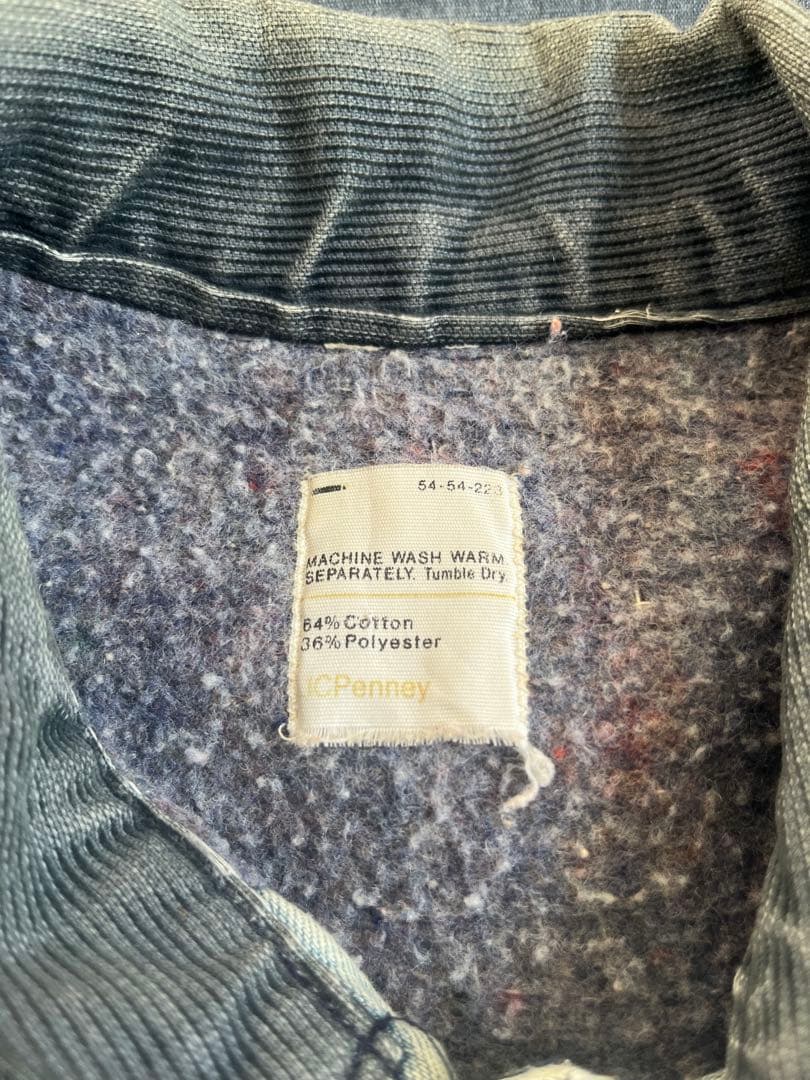 54-54-223
MACHINE WASH WARM
SEPARATELY. Tumble Dry.
64% Cotton
36% Polyester
JCPenney